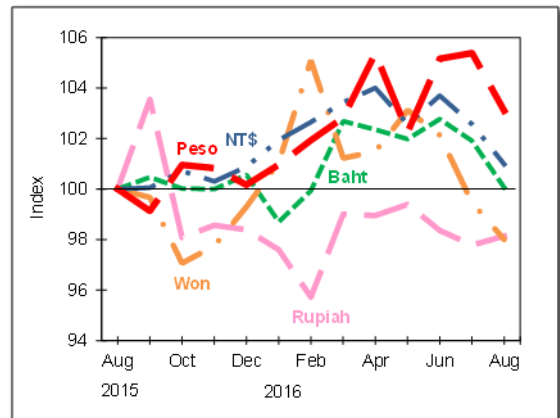 106
104
102
100
98
96
94
Index
Peso
NT$
Baht
Won
Rupiah
Aug Oct Dec Feb Apr Jun Aug
2015 2016